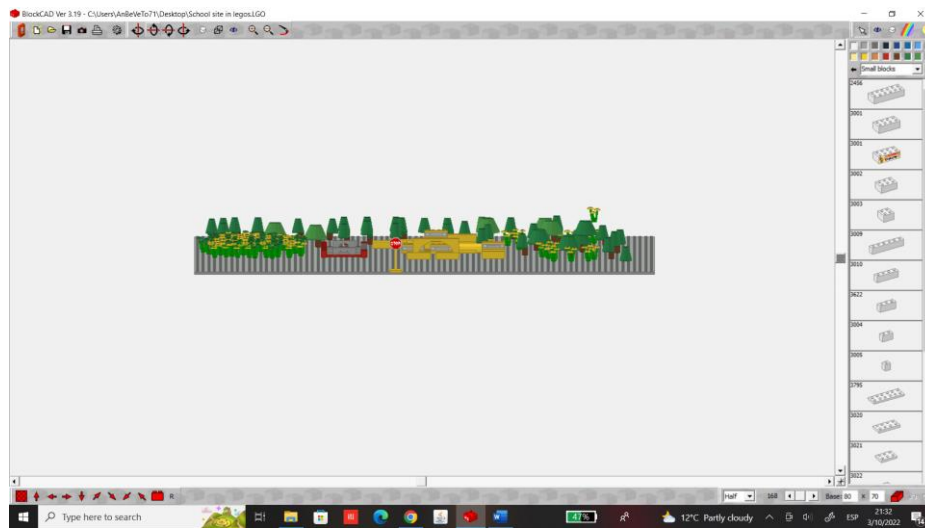 BlockCAD Ver 3.19 - C:\Users\AnBeVeTo71\Desktop\School site in legos.LGO
Small blocks
2456
3001
3001
3002
3003
3009
3010
3622
3004
3005
3795
3020
3021
3022
STOP
R
Half
168
Base: 80 X 70
Type here to search
47%
12°C Partly cloudy
ESP
21:32
3/10/2022
14